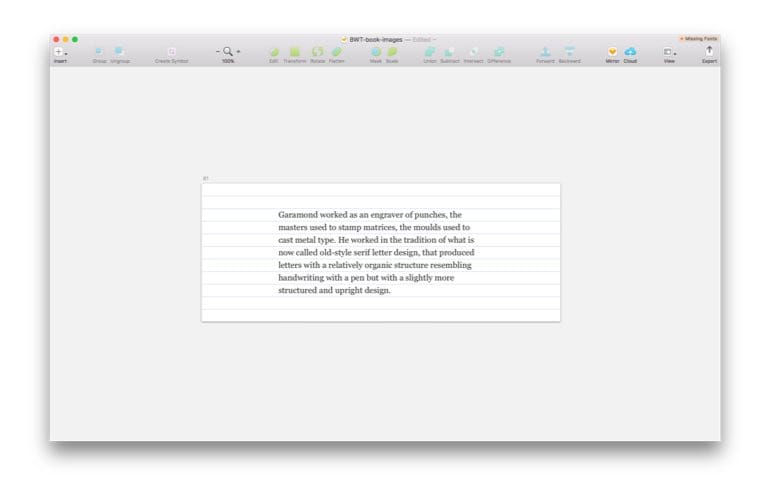 BWT-book-images — Edited
Missing Fonts
Insert Group Ungroup Create Symbol 100% Edit Transform Rotate Flatten Mask Scale Union Subtract Intersect Difference Forward Backward Mirror Cloud View Export
Garamond worked as an engraver of punches, the
masters used to stamp matrices, the moulds used to
cast metal type. He worked in the tradition of what is
now called old-style serif letter design, that produced
letters with a relatively organic structure resembling
handwriting with a pen but with a slightly more
structured and upright design.